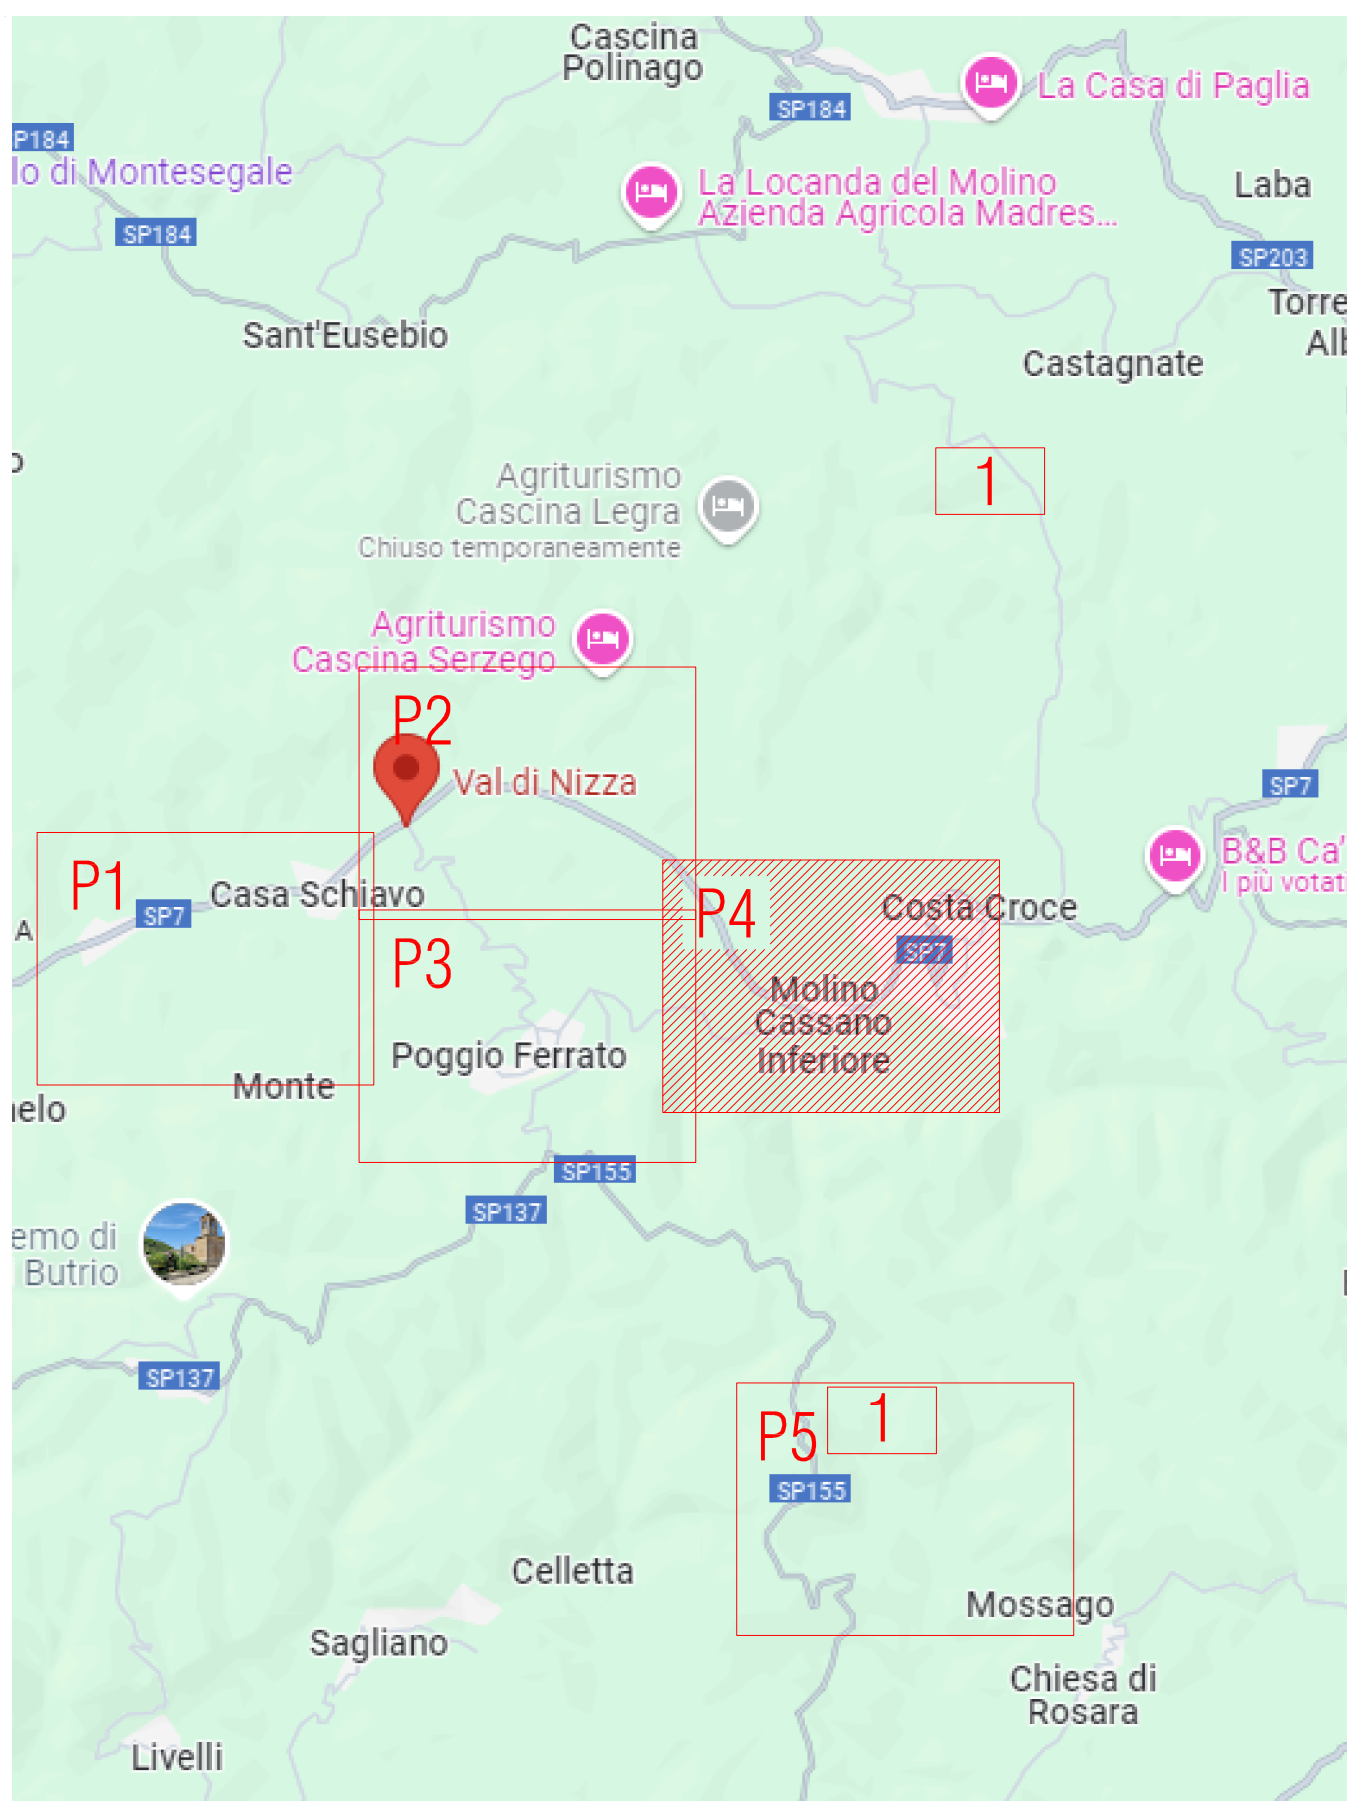 Cascina
Polinago
La Casa di Paglia
SP184
SP184
lo di Montesegale
La Locanda del Molino
Azienda Agricola Madres...
Laba
SP184
SP203
Torre
Alb
Sant'Eusebio
Castagnate
o
Agriturismo
Cascina Legra
Chiuso temporaneamente
1
Agriturismo
Cascina Serzego
P2
Val di Nizza
SP7
B&B Ca'
I più votati
P1
Casa Schiavo
SP7
P4
Costa Croce
A
P3
SP7
Molino
Cassano
Inferiore
Poggio Ferrato
Monte
elo
SP155
SP137
emo di
Butrio
SP137
P5
1
SP155
Celletta
Mossago
Sagliano
Chiesa di
Rosara
Livelli